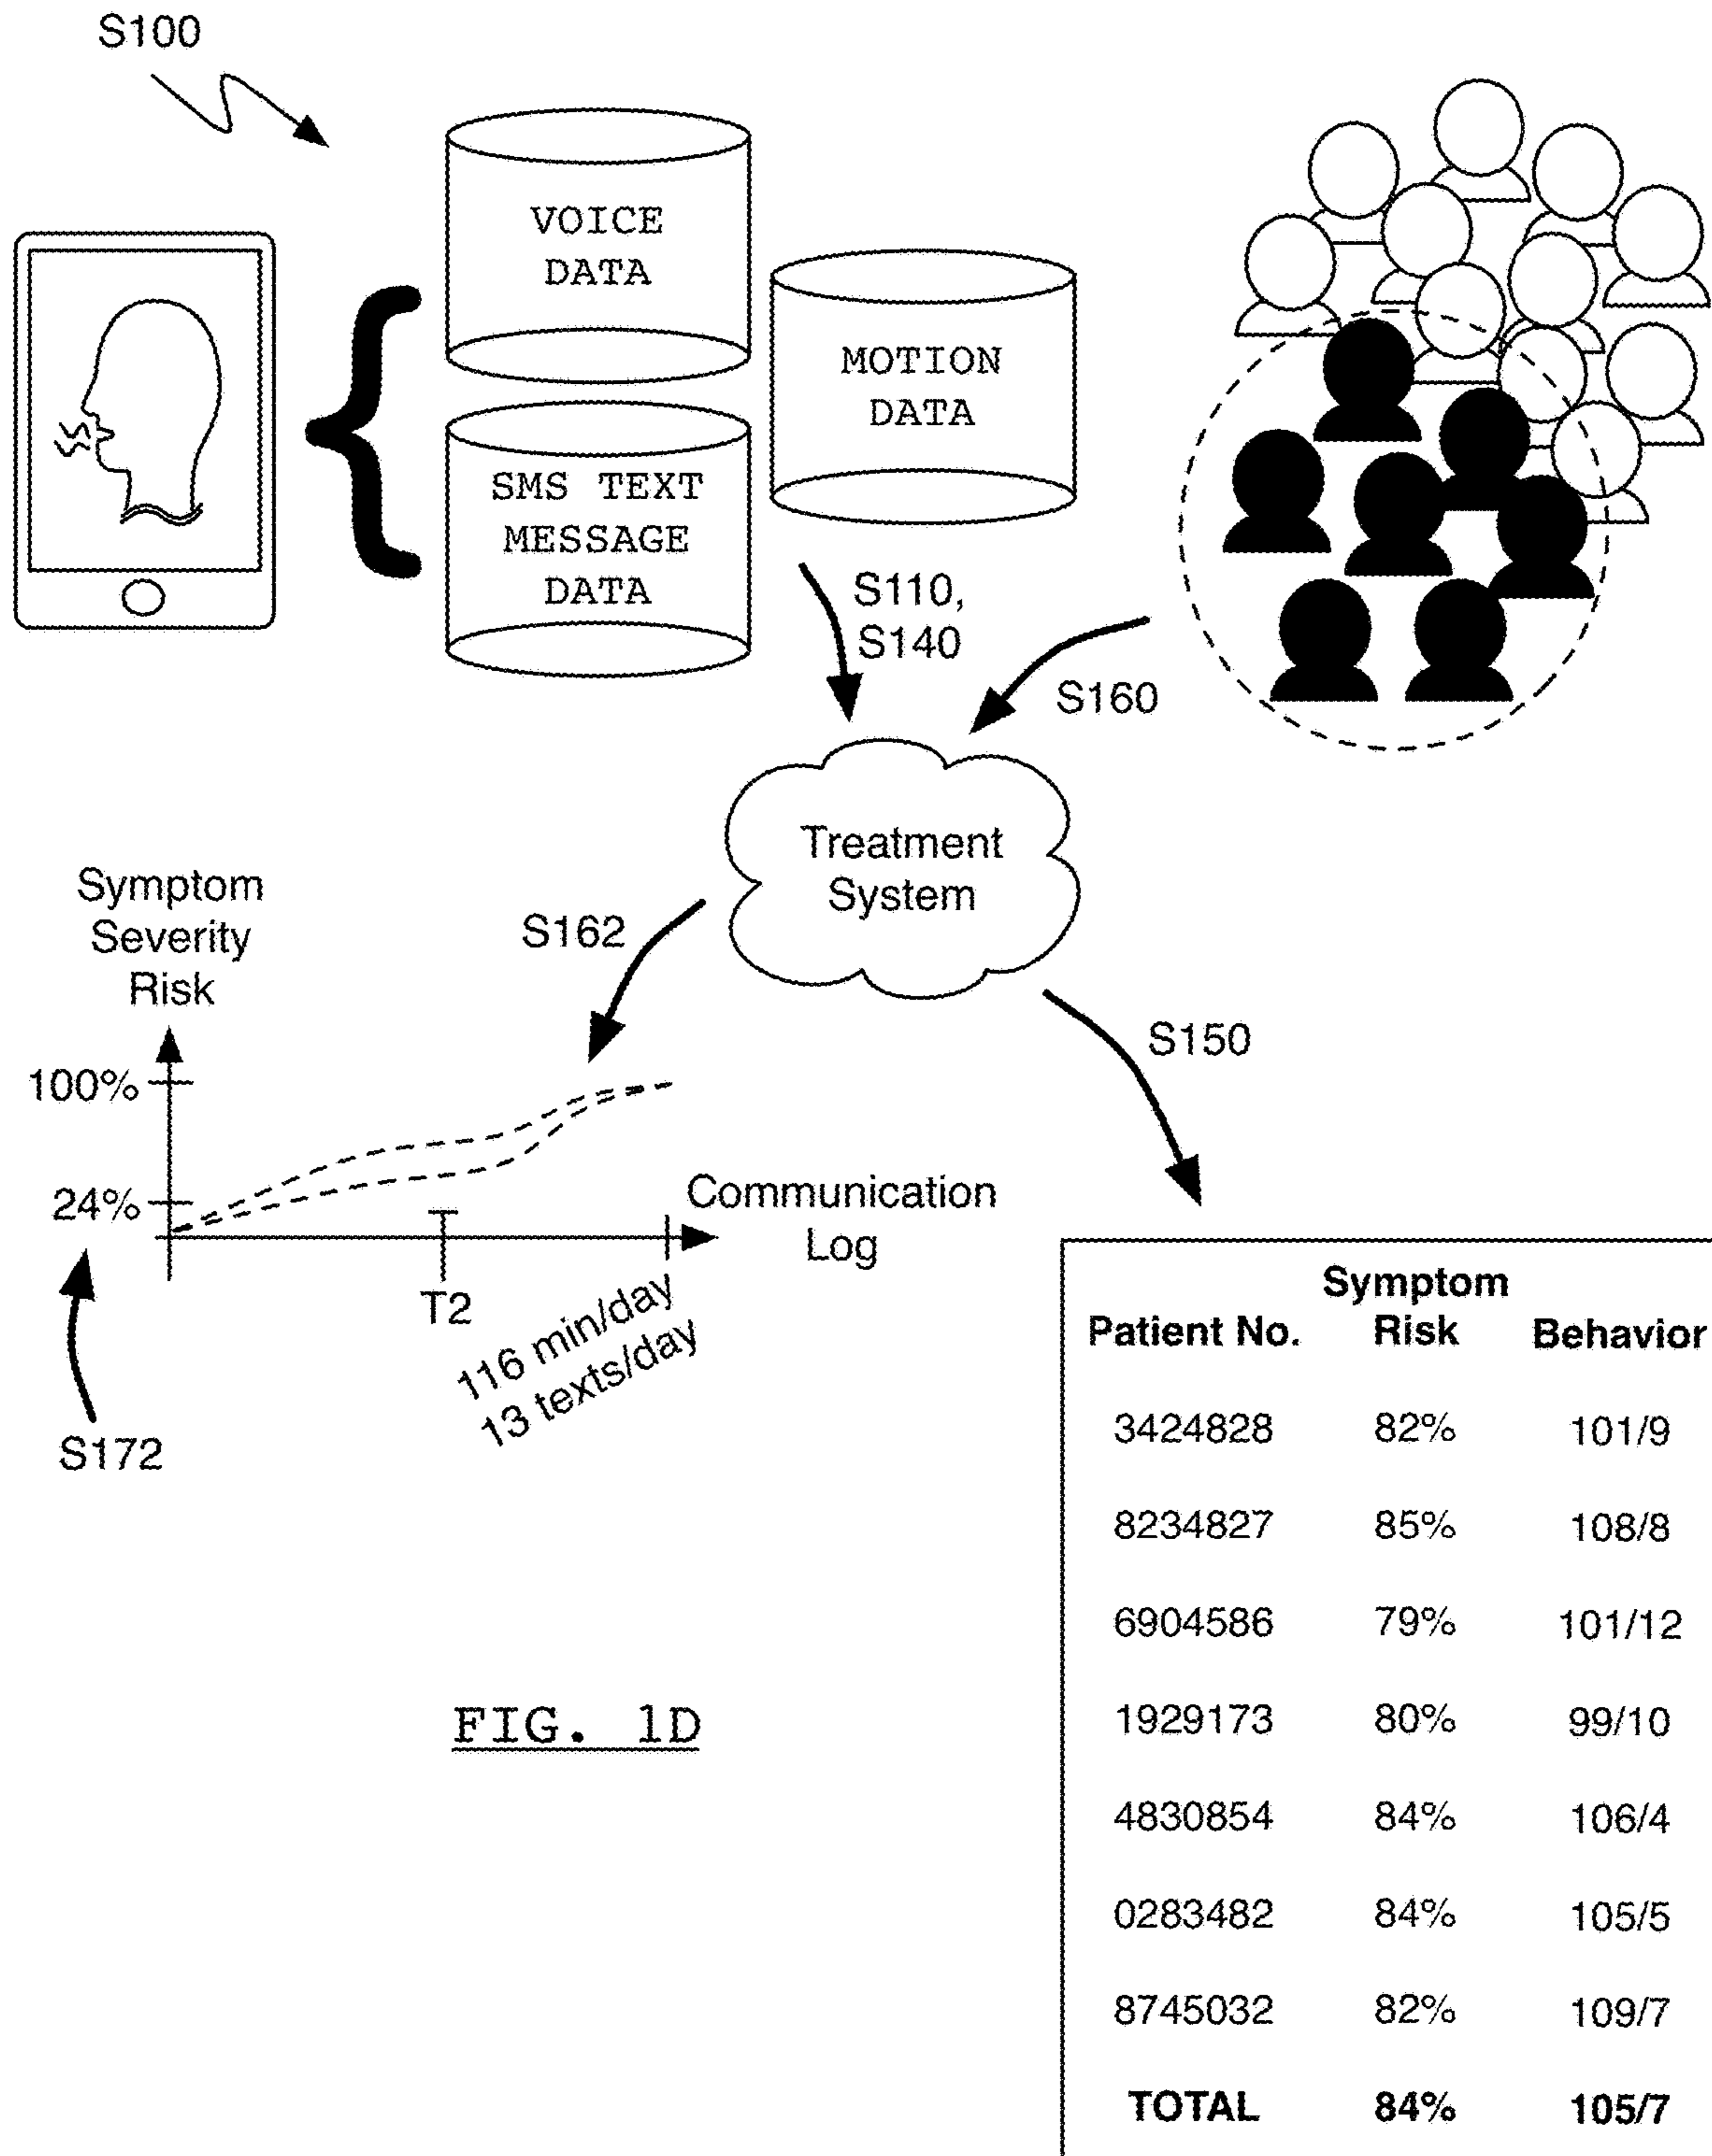 S100
VOICE
DATA
MOTION
DATA
SMS TEXT
MESSAGE
DATA
S110,
S140
S160
Treatment
System
S162
S150
Symptom
Severity
Risk
100%
24%
Communication
Log
T2
116 min/day
13 texts/day
S172
Symptom
Patient No. Risk Behavior
3424828 82% 101/9
8234827 85% 108/8
6904586 79% 101/12
1929173 80% 99/10
4830854 84% 106/4
0283482 84% 105/5
8745032 82% 109/7
TOTAL 84% 105/7
FIG. 1D